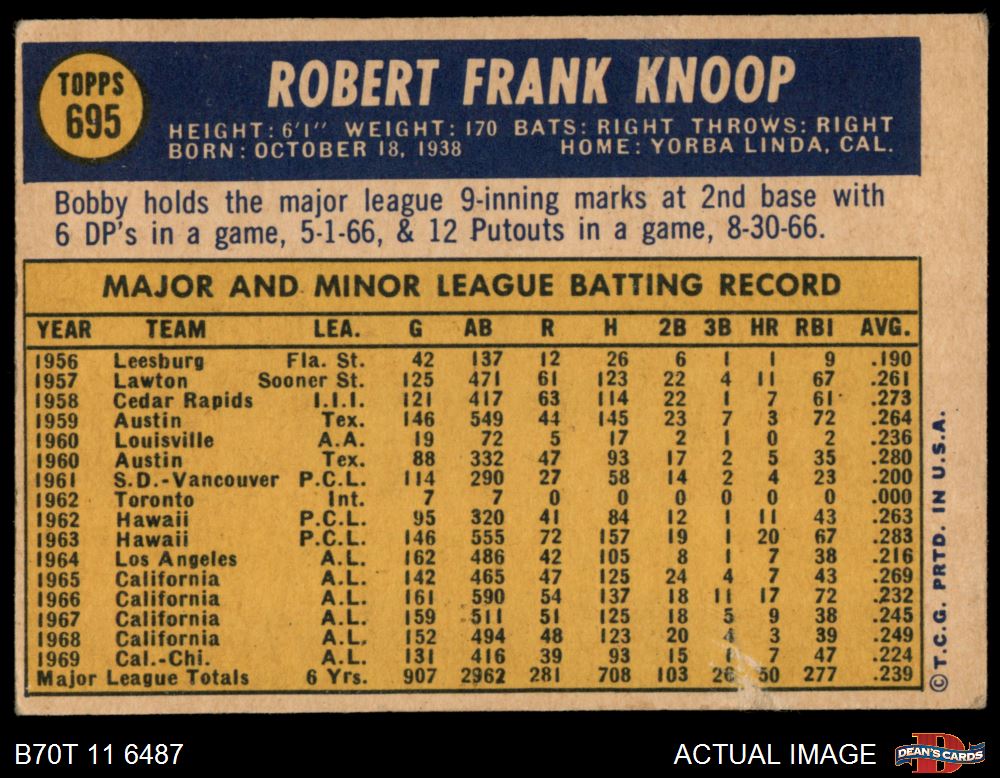 TOPPS
695
ROBERT FRANK KNOOP
HEIGHT: 6'1" WEIGHT: 170 BATS: RIGHT THROWS: RIGHT
BORN: OCTOBER 18, 1938 HOME: YORBA LINDA, CAL.
Bobby holds the major league 9-inning marks at 2nd base with
6 DP's in a game, 5-1-66, & 12 Putouts in a game, 8-30-66.
MAJOR AND MINOR LEAGUE BATTING RECORD
YEAR TEAM LEA. G AB R H 2B 3B HR RBI AVG.
1956 Leesburg Fla. St. 42 137 12 26 6 1 1 9 .190
1957 Lawton Sooner St. 125 471 61 123 22 4 11 67 .261
1958 Cedar Rapids I.I.I. 121 417 63 114 22 1 7 61 .273
1959 Austin Tex. 146 549 44 145 23 7 3 72 .264
1960 Louisville A.A. 19 72 5 17 2 1 0 2 .236
1960 Austin Tex. 88 332 47 93 17 2 5 35 .280
1961 S.D.-Vancouver P.C.L. 114 290 27 58 14 2 4 23 .200
1962 Toronto Int. 7 7 0 0 0 0 0 0 .000
1962 Hawaii P.C.L. 95 320 41 84 12 1 11 43 .263
1963 Hawaii P.C.L. 146 555 72 157 19 1 20 67 .283
1964 Los Angeles A.L. 162 486 42 105 8 1 7 38 .216
1965 California A.L. 142 465 47 125 24 4 7 43 .269
1966 California A.L. 161 590 54 137 18 11 17 72 .232
1967 California A.L. 159 511 51 125 18 5 9 38 .245
1968 California A.L. 152 494 48 123 20 4 3 39 .249
1969 Cal.-Chi. A.L. 131 416 39 93 15 1 7 47 .224
Major League Totals 6 Yrs. 907 2962 281 708 103 26 50 277 .239
© T.C.G. PRTD. IN U.S.A.
B70T 11 6487
ACTUAL IMAGE
DEAN'S CARDS